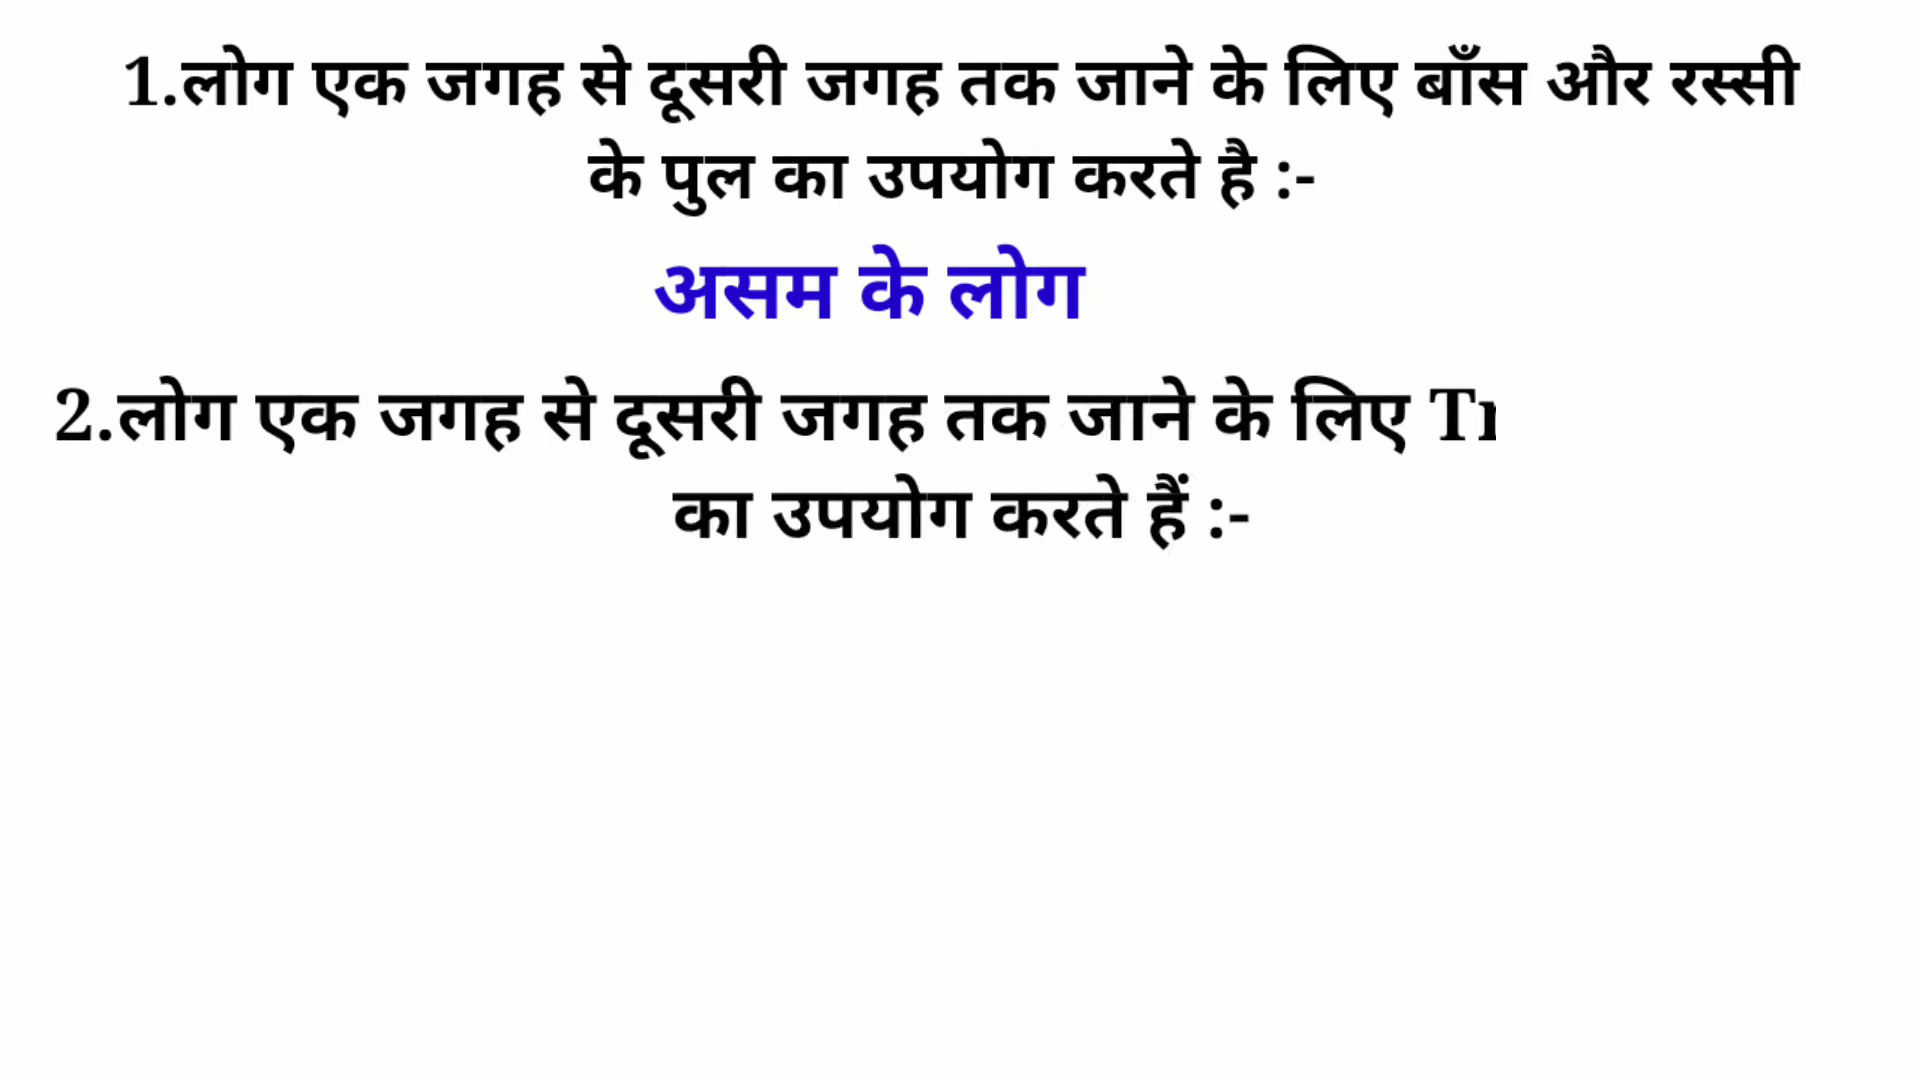 1.लोग एक जगह से दूसरी जगह तक जाने के लिए बाँस और रस्सी
के पुल का उपयोग करते है :-
असम के लोग
2.लोग एक जगह से दूसरी जगह तक जाने के लिए
का उपयोग करते हैं :-